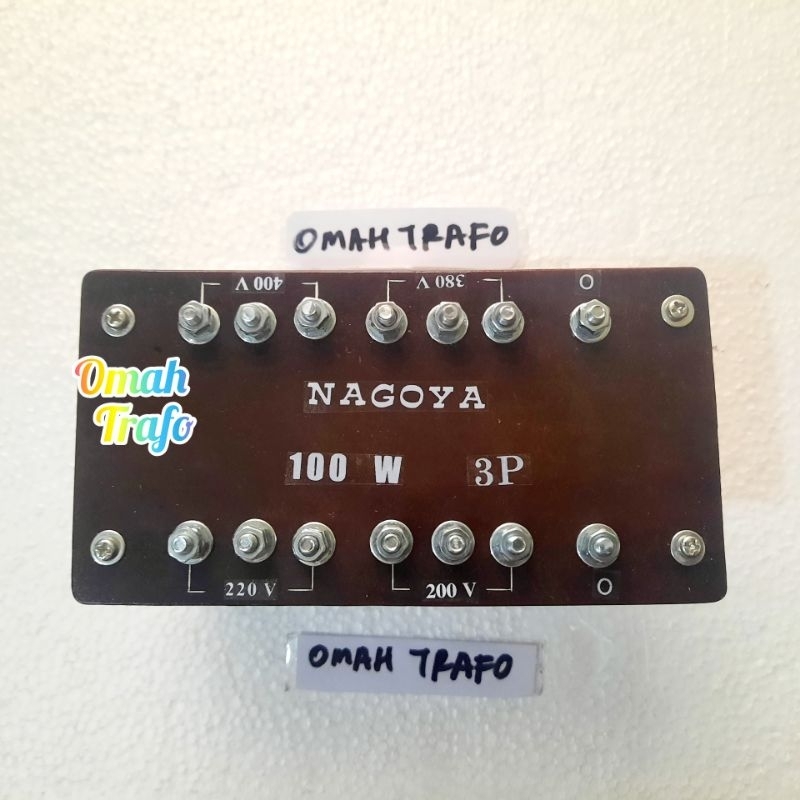 OMAH TRAFO
400 V 380 V O
Omah
Trafo
NAGOYA
100 W 3P
220 V 200 V O
OMAH TRAFO